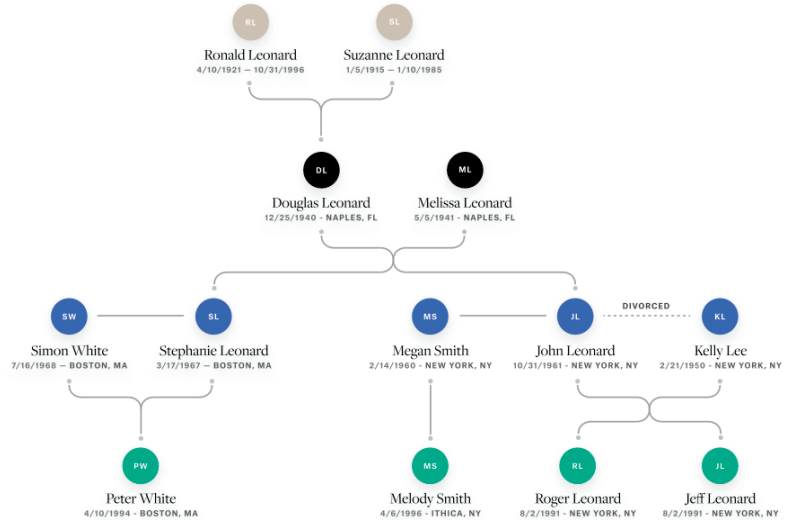 RL
SL
Ronald Leonard
Suzanne Leonard
4/10/1921 — 10/31/1996
1/5/1915 — 1/10/1985
DL
ML
Douglas Leonard
Melissa Leonard
12/25/1940 - NAPLES, FL
5/5/1941 - NAPLES, FL
DIVORCED
SW
SL
MS
JL
KL
Simon White
Stephanie Leonard
Megan Smith
John Leonard
Kelly Lee
7/16/1968 — BOSTON, MA
3/17/1967 — BOSTON, MA
2/14/1960 - NEW YORK, NY
10/31/1961 - NEW YORK, NY
2/21/1950 - NEW YORK, NY
PW
MS
RL
JL
Peter White
Melody Smith
Roger Leonard
Jeff Leonard
4/10/1994 - BOSTON, MA
4/6/1996 - ITHICA, NY
8/2/1991 - NEW YORK, NY
8/2/1991 - NEW YORK, NY